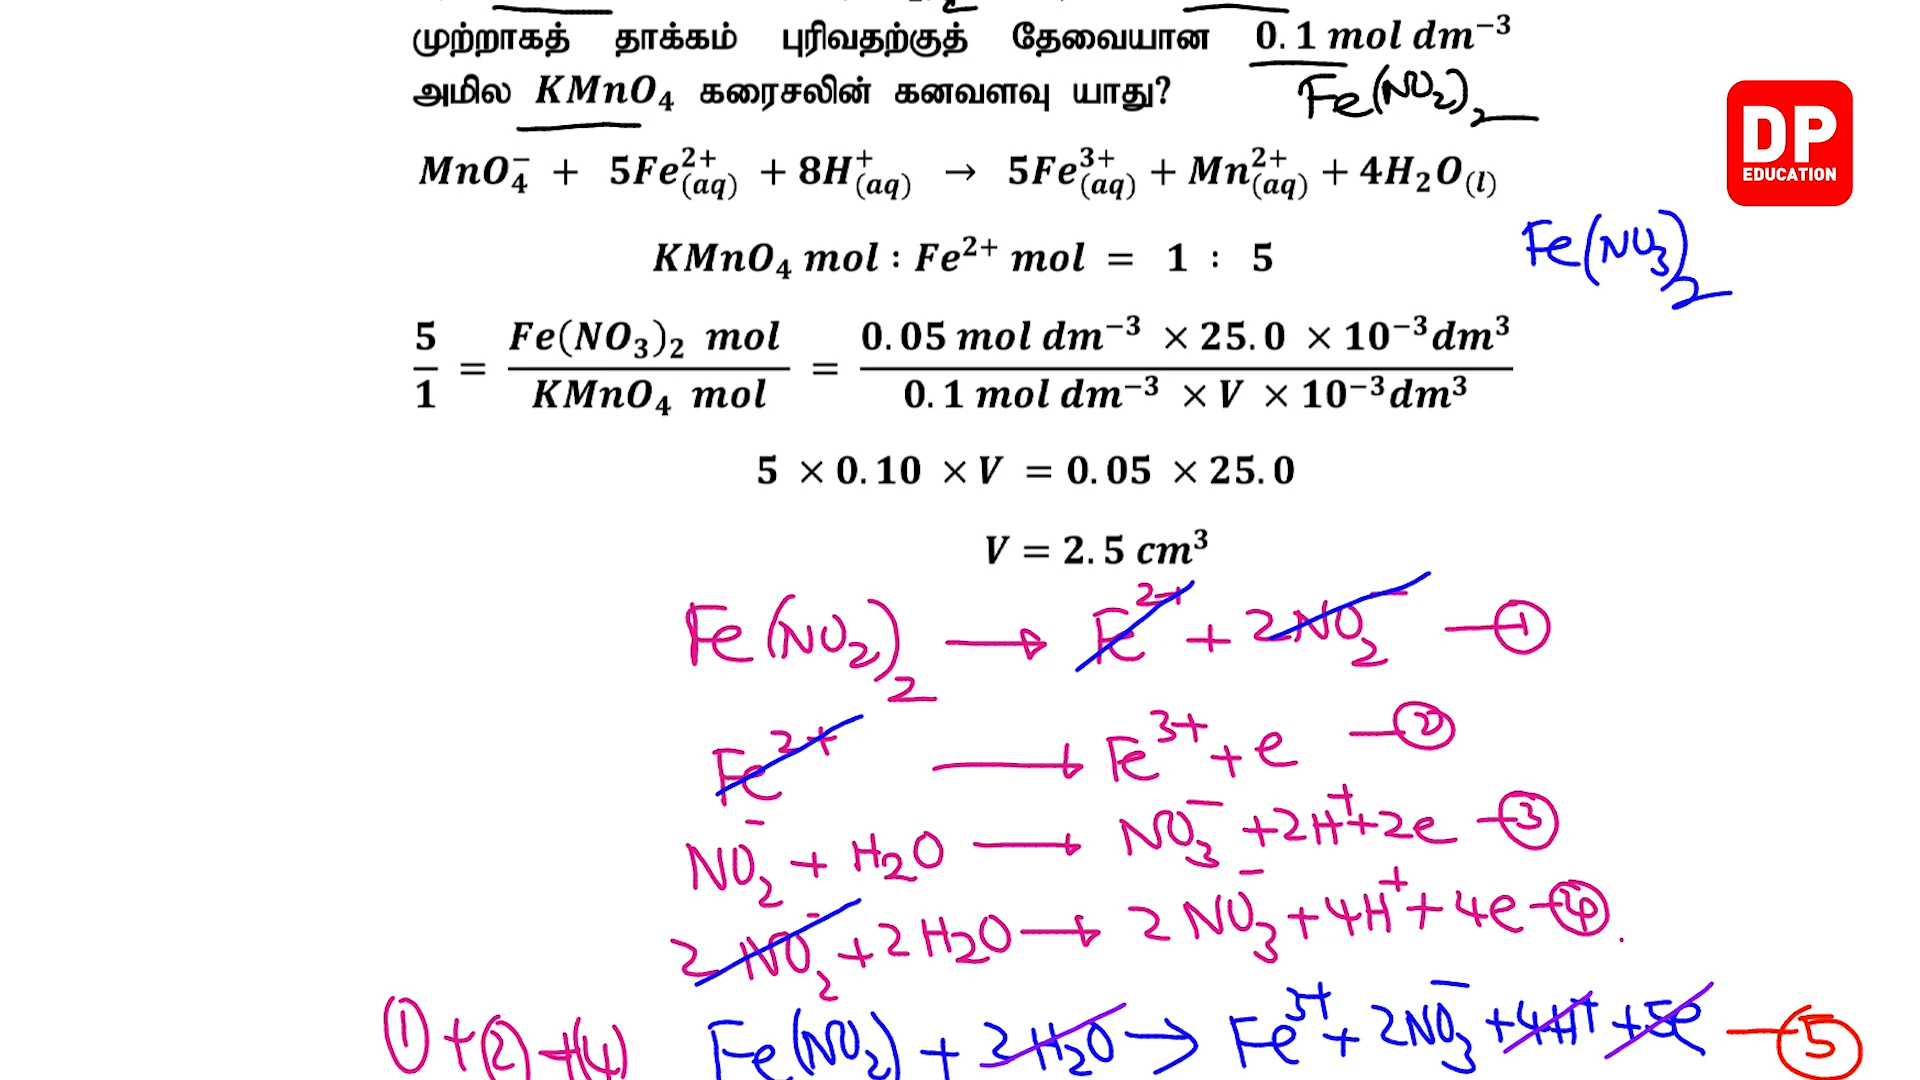 முற்றாகத் தாக்கம் புரிவதற்குத் தேவையான 0.1 mol dm⁻³
அமில KMnO₄ கரைசலின் கனவளவு யாது?
Fe(NO₂)₂
DP
EDUCATION
MnO₄⁻ + 5Fe²⁺(aq) + 8H⁺(aq) → 5Fe³⁺(aq) + Mn²⁺(aq) + 4H₂O(l)
KMnO₄ mol : Fe²⁺ mol = 1 : 5
Fe(NO₃)₂
5/1 = Fe(NO₃)₂ mol / KMnO₄ mol = 0.05 mol dm⁻³ × 25.0 × 10⁻³dm³ / 0.1 mol dm⁻³ × V × 10⁻³dm³
5 × 0.10 × V = 0.05 × 25.0
V = 2.5 cm³
Fe(NO₂)₂ → Fe²⁺ + 2NO₂⁻ —①
Fe²⁺ → Fe³⁺ + e —②
NO₂⁻ + H₂O → NO₃⁻ + 2H⁺ + 2e —③
2NO₂⁻ + 2H₂O → 2NO₃⁻ + 4H⁺ + 4e —④
① + ② + ④ Fe(NO₂) + 2H₂O → Fe³⁺ + 2NO₃⁻ + 4H⁺ + 5e —⑤